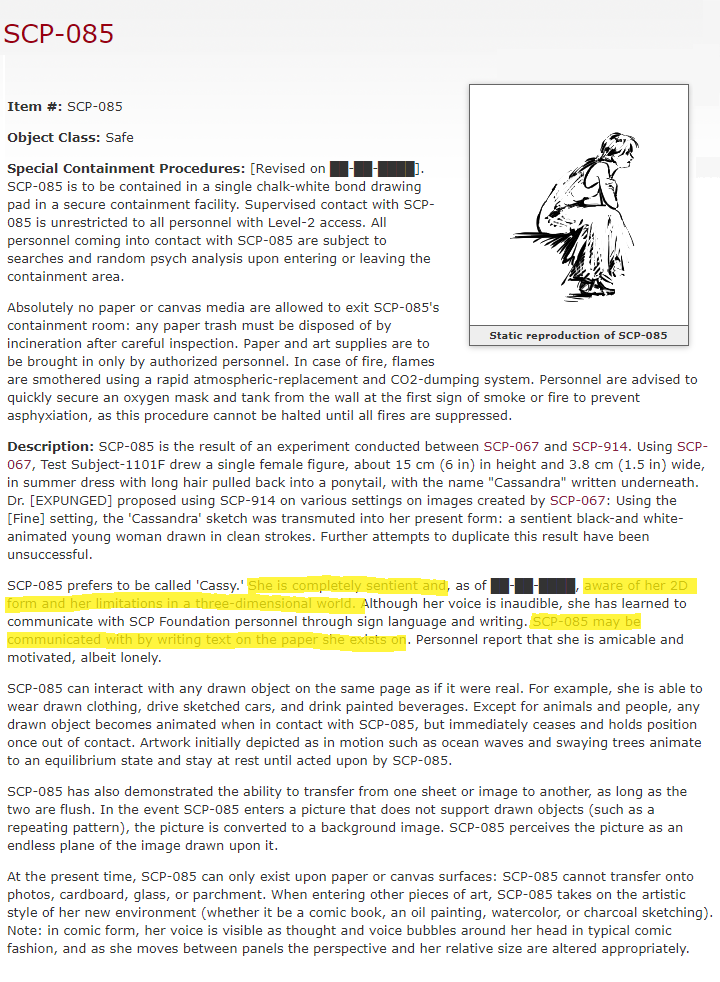 SCP-085
Item #: SCP-085
Object Class: Safe
Special Containment Procedures: [Revised on ██-██-████].
SCP-085 is to be contained in a single chalk-white bond drawing
pad in a secure containment facility. Supervised contact with SCP-
085 is unrestricted to all personnel with Level-2 access. All
personnel coming into contact with SCP-085 are subject to
searches and random psych analysis upon entering or leaving the
containment area.
Absolutely no paper or canvas media are allowed to exit SCP-085's
containment room: any paper trash must be disposed of by
incineration after careful inspection. Paper and art supplies are to
be brought in only by authorized personnel. In case of fire, flames
are smothered using a rapid atmospheric-replacement and CO2-dumping system. Personnel are advised to
quickly secure an oxygen mask and tank from the wall at the first sign of smoke or fire to prevent
asphyxiation, as this procedure cannot be halted until all fires are suppressed.
Static reproduction of SCP-085
Description: SCP-085 is the result of an experiment conducted between SCP-067 and SCP-914. Using SCP-
067, Test Subject-1101F drew a single female figure, about 15 cm (6 in) in height and 3.8 cm (1.5 in) wide,
in summer dress with long hair pulled back into a ponytail, with the name "Cassandra" written underneath.
Dr. [EXPUNGED] proposed using SCP-914 on various settings on images created by SCP-067: Using the
[Fine] setting, the 'Cassandra' sketch was transmuted into her present form: a sentient black-and white-
animated young woman drawn in clean strokes. Further attempts to duplicate this result have been
unsuccessful.
SCP-085 prefers to be called 'Cassy.' She is completely sentient and, as of ██-██-████, aware of her 2D
form and her limitations in a three-dimensional world. Although her voice is inaudible, she has learned to
communicate with SCP Foundation personnel through sign language and writing. SCP-085 may be
communicated with by writing text on the paper she exists on. Personnel report that she is amicable and
motivated, albeit lonely.
SCP-085 can interact with any drawn object on the same page as if it were real. For example, she is able to
wear drawn clothing, drive sketched cars, and drink painted beverages. Except for animals and people, any
drawn object becomes animated when in contact with SCP-085, but immediately ceases and holds position
once out of contact. Artwork initially depicted as in motion such as ocean waves and swaying trees animate
to an equilibrium state and stay at rest until acted upon by SCP-085.
SCP-085 has also demonstrated the ability to transfer from one sheet or image to another, as long as the
two are flush. In the event SCP-085 enters a picture that does not support drawn objects (such as a
repeating pattern), the picture is converted to a background image. SCP-085 perceives the picture as an
endless plane of the image drawn upon it.
At the present time, SCP-085 can only exist upon paper or canvas surfaces: SCP-085 cannot transfer onto
photos, cardboard, glass, or parchment. When entering other pieces of art, SCP-085 takes on the artistic
style of her new environment (whether it be a comic book, an oil painting, watercolor, or charcoal sketching).
Note: in comic form, her voice is visible as thought and voice bubbles around her head in typical comic
fashion, and as she moves between panels the perspective and her relative size are altered appropriately.